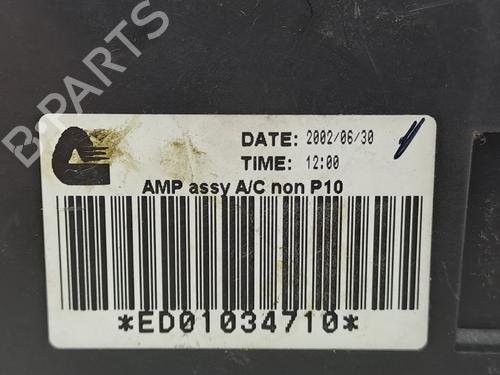 DATE: 2002/06/30
TIME: 12:00
AMP assy A/C non P10
*ED01034710*
B-PARTS